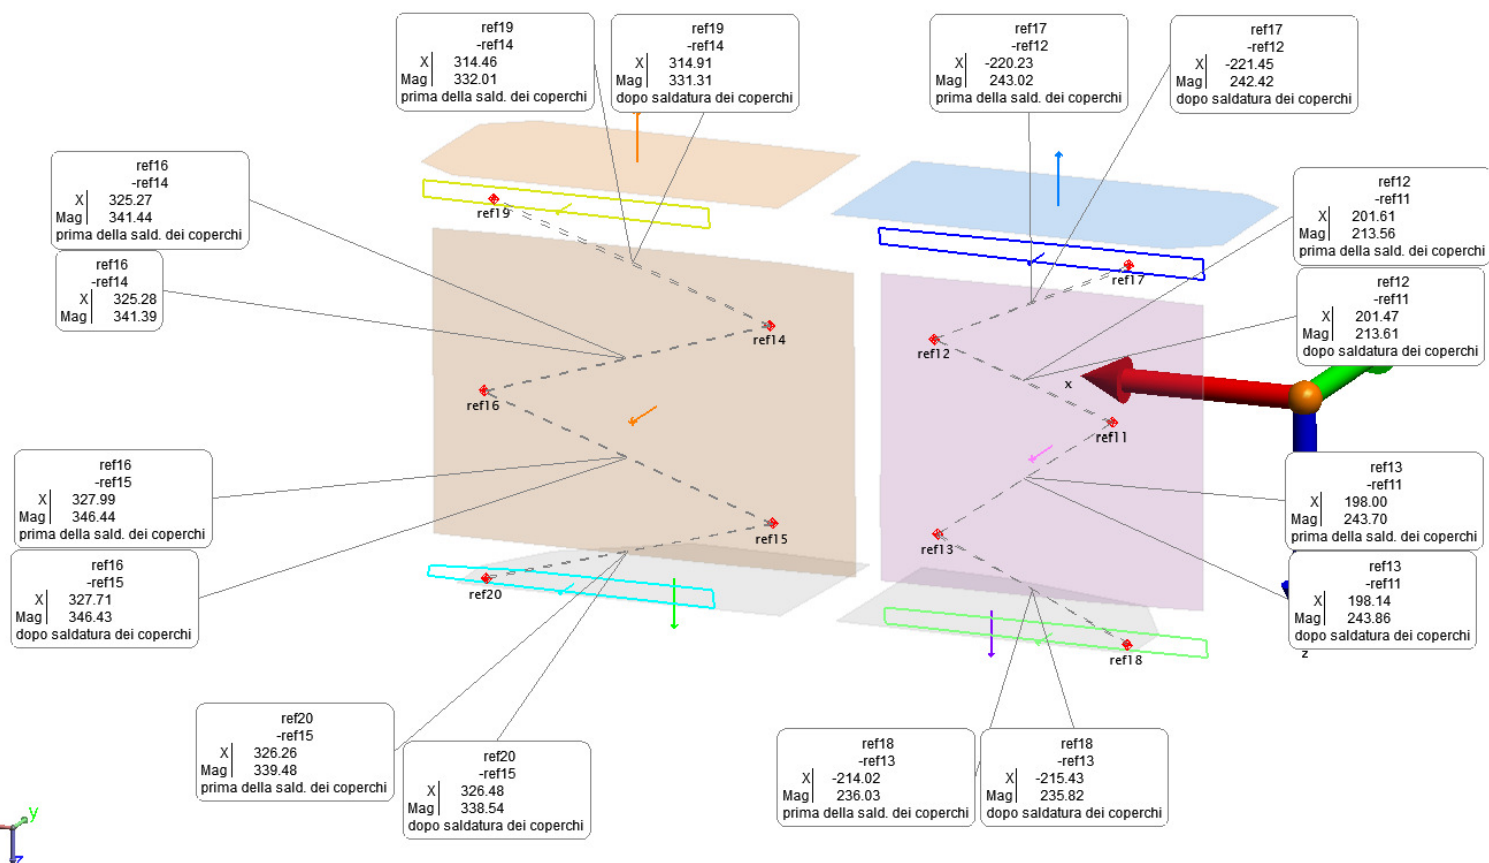 ref19
-ref14
X 314.46
Mag 332.01
prima della sald. dei coperchi
ref19
-ref14
X 314.91
Mag 331.31
dopo saldatura dei coperchi
ref17
-ref12
X -220.23
Mag 243.02
prima della sald. dei coperchi
ref17
-ref12
X -221.45
Mag 242.42
dopo saldatura dei coperchi
ref16
-ref14
X 325.27
Mag 341.44
prima della sald. dei coperchi
ref12
-ref11
X 201.61
Mag 213.56
prima della sald. dei coperchi
ref19
ref17
ref16
-ref14
X 325.28
Mag 341.39
ref12
-ref11
X 201.47
Mag 213.61
dopo saldatura dei coperchi
ref14
ref12
x
ref16
ref11
ref16
-ref15
X 327.99
Mag 346.44
prima della sald. dei coperchi
ref13
-ref11
X 198.00
Mag 243.70
prima della sald. dei coperchi
ref15
ref13
ref16
-ref15
X 327.71
Mag 346.43
dopo saldatura dei coperchi
ref13
-ref11
X 198.14
Mag 243.86
dopo saldatura dei coperchi
ref20
ref18
z
ref20
-ref15
X 326.26
Mag 339.48
prima della sald. dei coperchi
ref20
-ref15
X 326.48
Mag 338.54
dopo saldatura dei coperchi
ref18
-ref13
X -214.02
Mag 236.03
prima della sald. dei coperchi
ref18
-ref13
X -215.43
Mag 235.82
dopo saldatura dei coperchi
y
z